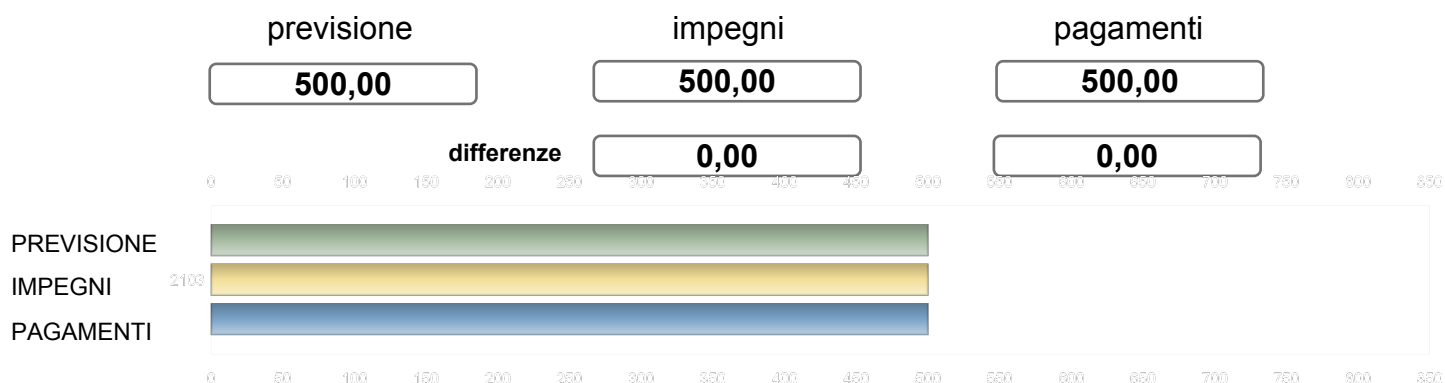 previsione impegni pagamenti
500,00 500,00 500,00
differenze 0,00 0,00
0 50 100 150 200 250 300 350 400 450 500 550 600 650 700 750 800 850
PREVISIONE
2103
IMPEGNI
PAGAMENTI
0 50 100 150 200 250 300 350 400 450 500 550 600 650 700 750 800 850